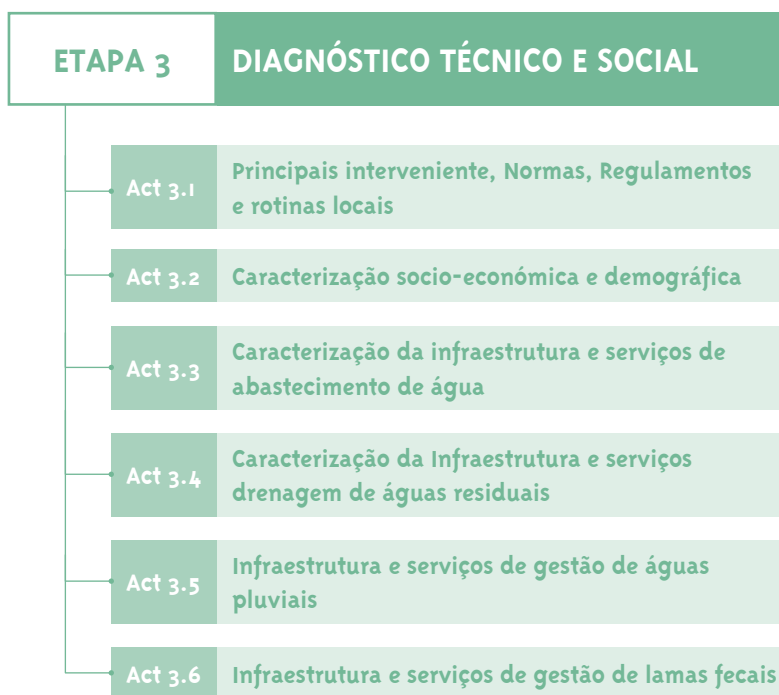 ETAPA 3
DIAGNÓSTICO TÉCNICO E SOCIAL
Act 3.1
Principais interveniente, Normas, Regulamentos
e rotinas locais
Act 3.2
Caracterização socio-económica e demográfica
Act 3.3
Caracterização da infraestrutura e serviços de
abastecimento de água
Act 3.4
Caracterização da Infraestrutura e serviços
drenagem de águas residuais
Act 3.5
Infraestrutura e serviços de gestão de águas
pluviais
Act 3.6
Infraestrutura e serviços de gestão de lamas fecais